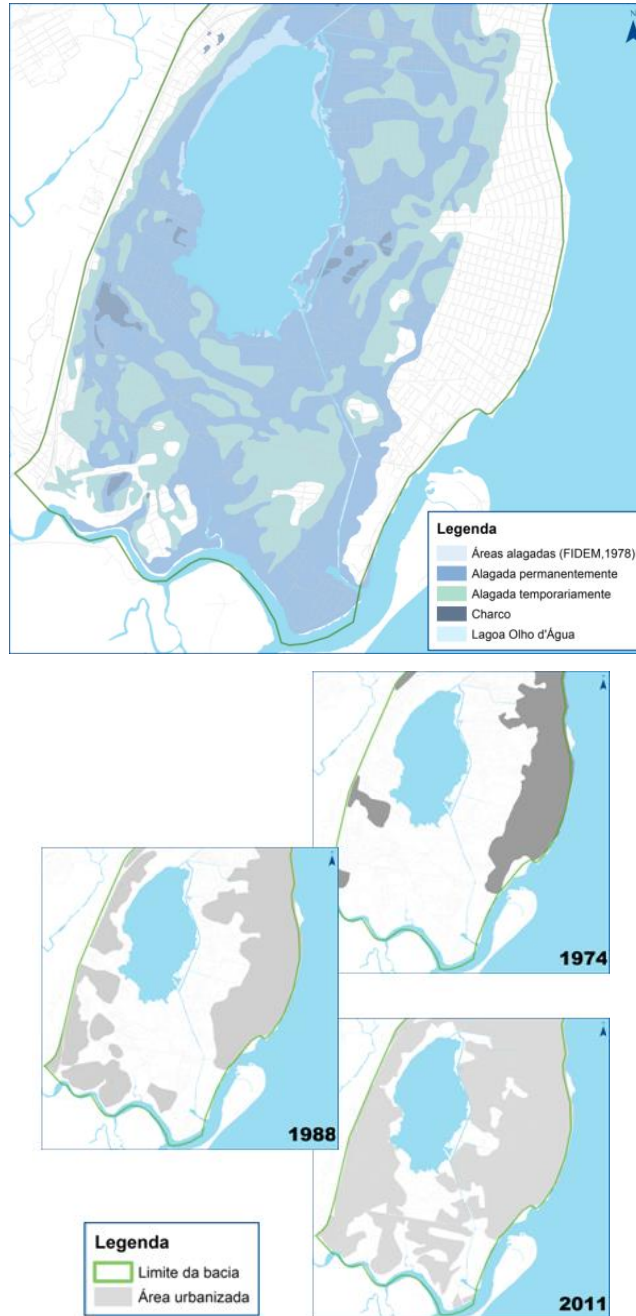 Legenda
Áreas alagadas (FIDEM,1978)
Alagada permanentemente
Alagada temporariamente
Charco
Lagoa Olho d'Água
1974
1988
2011
Legenda
Limite da bacia
Área urbanizada